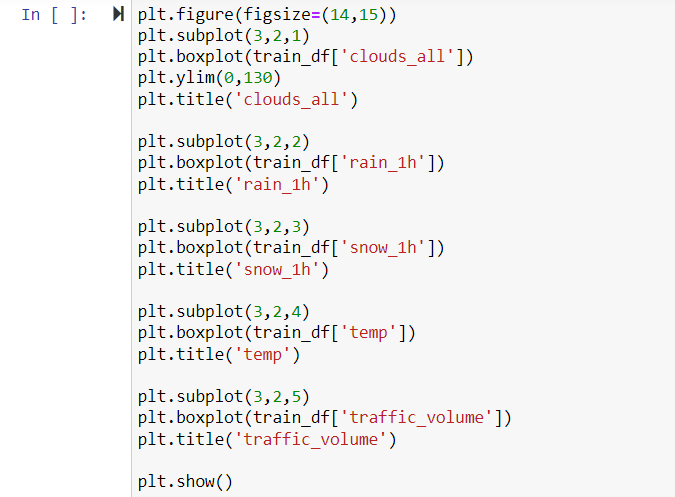 In [ ]: plt.figure(figsize=(14,15))
plt.subplot(3,2,1)
plt.boxplot(train_df['clouds_all'])
plt.ylim(0,130)
plt.title('clouds_all')
plt.subplot(3,2,2)
plt.boxplot(train_df['rain_1h'])
plt.title('rain_1h')
plt.subplot(3,2,3)
plt.boxplot(train_df['snow_1h'])
plt.title('snow_1h')
plt.subplot(3,2,4)
plt.boxplot(train_df['temp'])
plt.title('temp')
plt.subplot(3,2,5)
plt.boxplot(train_df['traffic_volume'])
plt.title('traffic_volume')
plt.show()